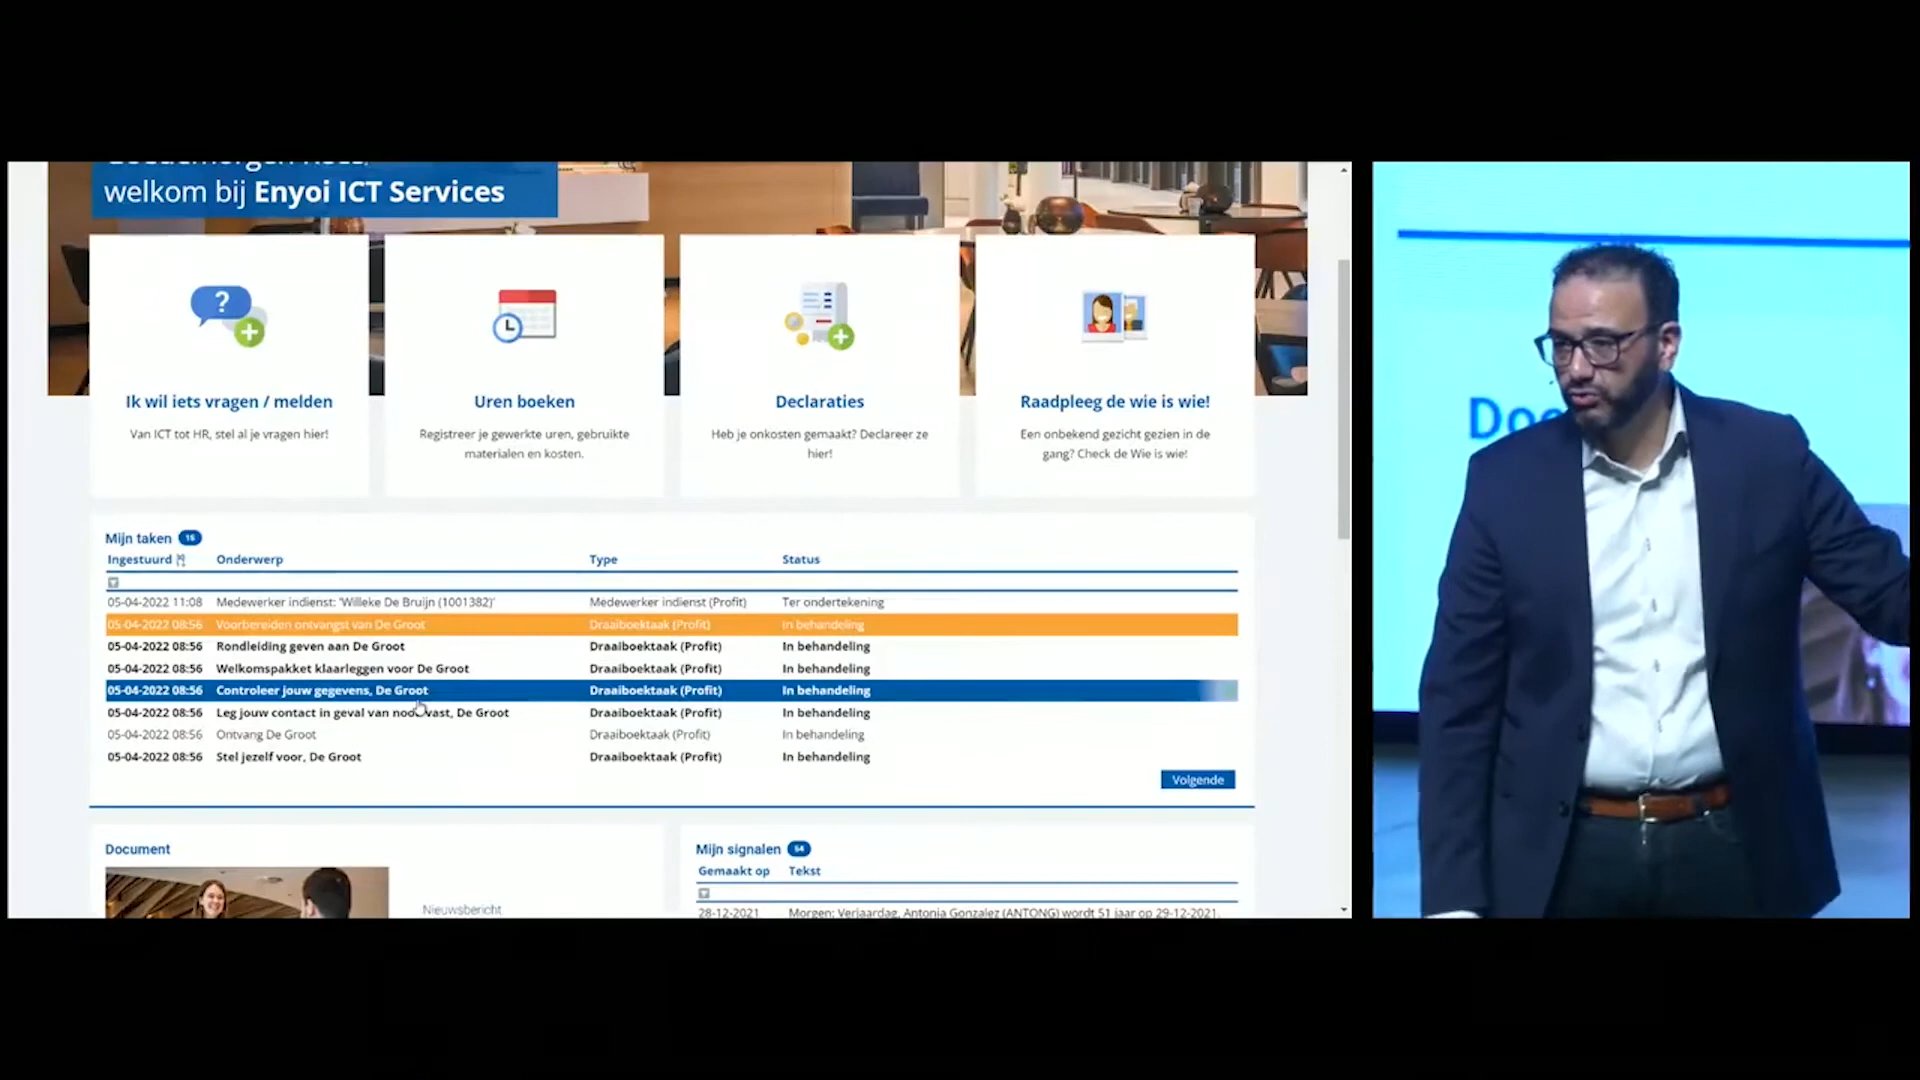 welkom bij Enyoi ICT Services
?
Ik wil iets vragen / melden
Van ICT tot HR, stel al je vragen hier!
Uren boeken
Registreer je gewerkte uren, gebruikte
materialen en kosten.
Declaraties
Heb je onkosten gemaakt? Declareer ze
hier!
Raadpleeg de wie is wie!
Een onbekend gezicht gezien in de
gang? Check de Wie is wie!
Mijn taken 16
Ingestuurd Onderwerp Type Status
05-04-2022 11:08 Medewerker indienst: 'Willeke De Bruijn (1001382)' Medewerker indienst (Profit) Ter ondertekening
05-04-2022 08:56 Voorbereiden ontvangst van De Groot Draaiboektaak (Profit) In behandeling
05-04-2022 08:56 Rondleiding geven aan De Groot Draaiboektaak (Profit) In behandeling
05-04-2022 08:56 Welkomspakket klaarleggen voor De Groot Draaiboektaak (Profit) In behandeling
05-04-2022 08:56 Controleer jouw gegevens, De Groot Draaiboektaak (Profit) In behandeling
05-04-2022 08:56 Leg jouw contact in geval van nood vast, De Groot Draaiboektaak (Profit) In behandeling
05-04-2022 08:56 Ontvang De Groot Draaiboektaak (Profit) In behandeling
05-04-2022 08:56 Stel jezelf voor, De Groot Draaiboektaak (Profit) In behandeling
Volgende
Document
Nieuwsbericht
Mijn signalen 54
Gemaakt op Tekst
28-12-2021 Morgen: Verjaardag, Antonia Gonzalez (ANTONG) wordt 51 jaar op 29-12-2021.